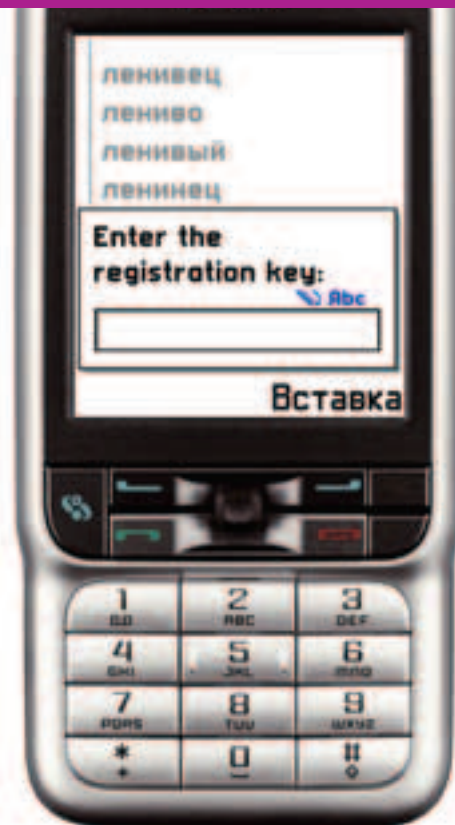 ленивец
лениво
ленивый
ленинец
Enter the
registration key:
Abc
Вставка
1
2 ABC
3 DEF
4 GHI
5 JKL
6 MNO
7 PQRS
8 TUV
9 WXYZ
* +
0
#